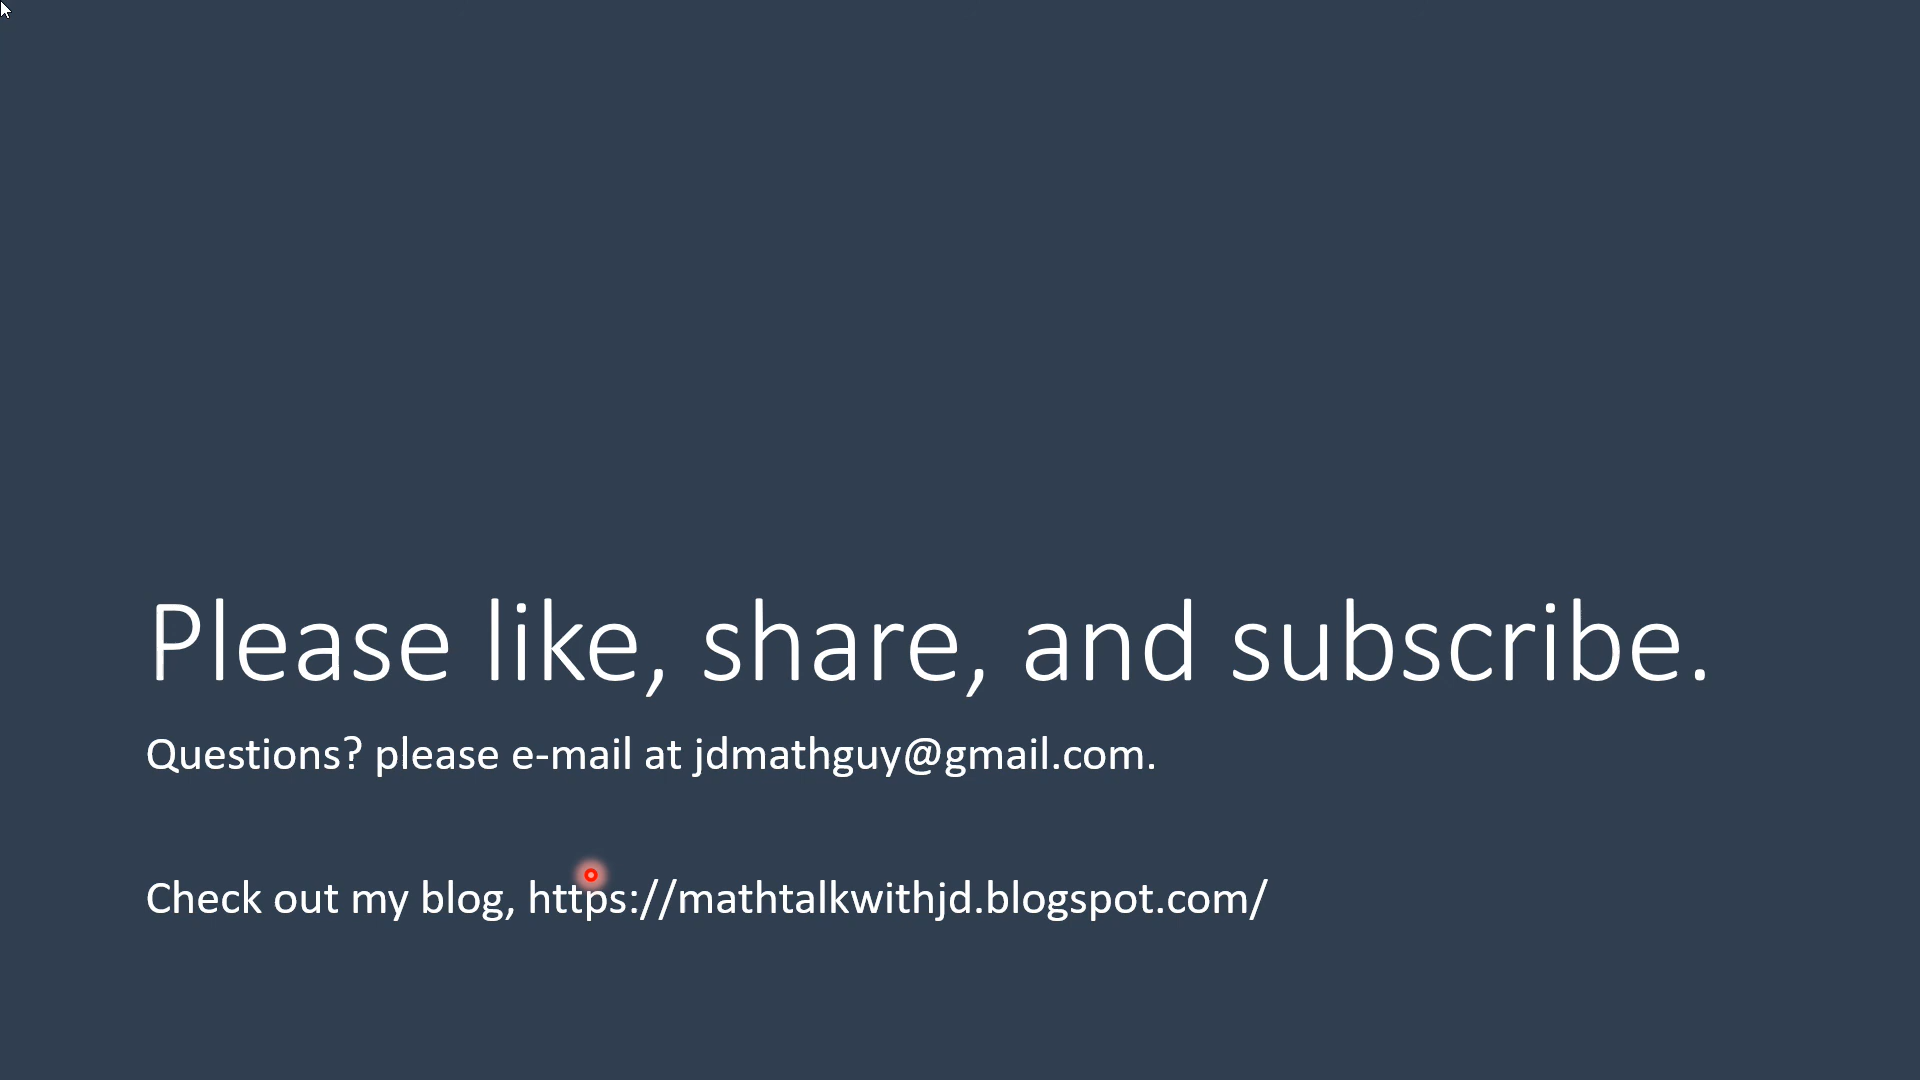 Please like, share, and subscribe.
Questions? please e-mail at jdmathguy@gmail.com.
Check out my blog, https://mathtalkwithjd.blogspot.com/